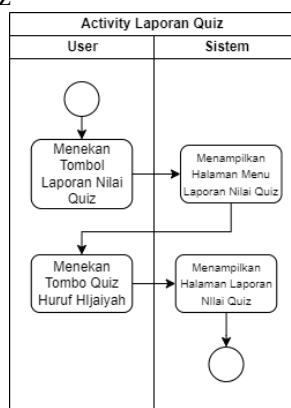 Activity Laporan Quiz
User
Sistem
Menekan
Tombol
Laporan Nilai
Quiz
Menampilkan
Halaman Menu
Laporan Nilai Quiz
Menekan
Tombo Quiz
Huruf HIjaiyah
Menampilkan
Halaman Laporan
NIlai Quiz